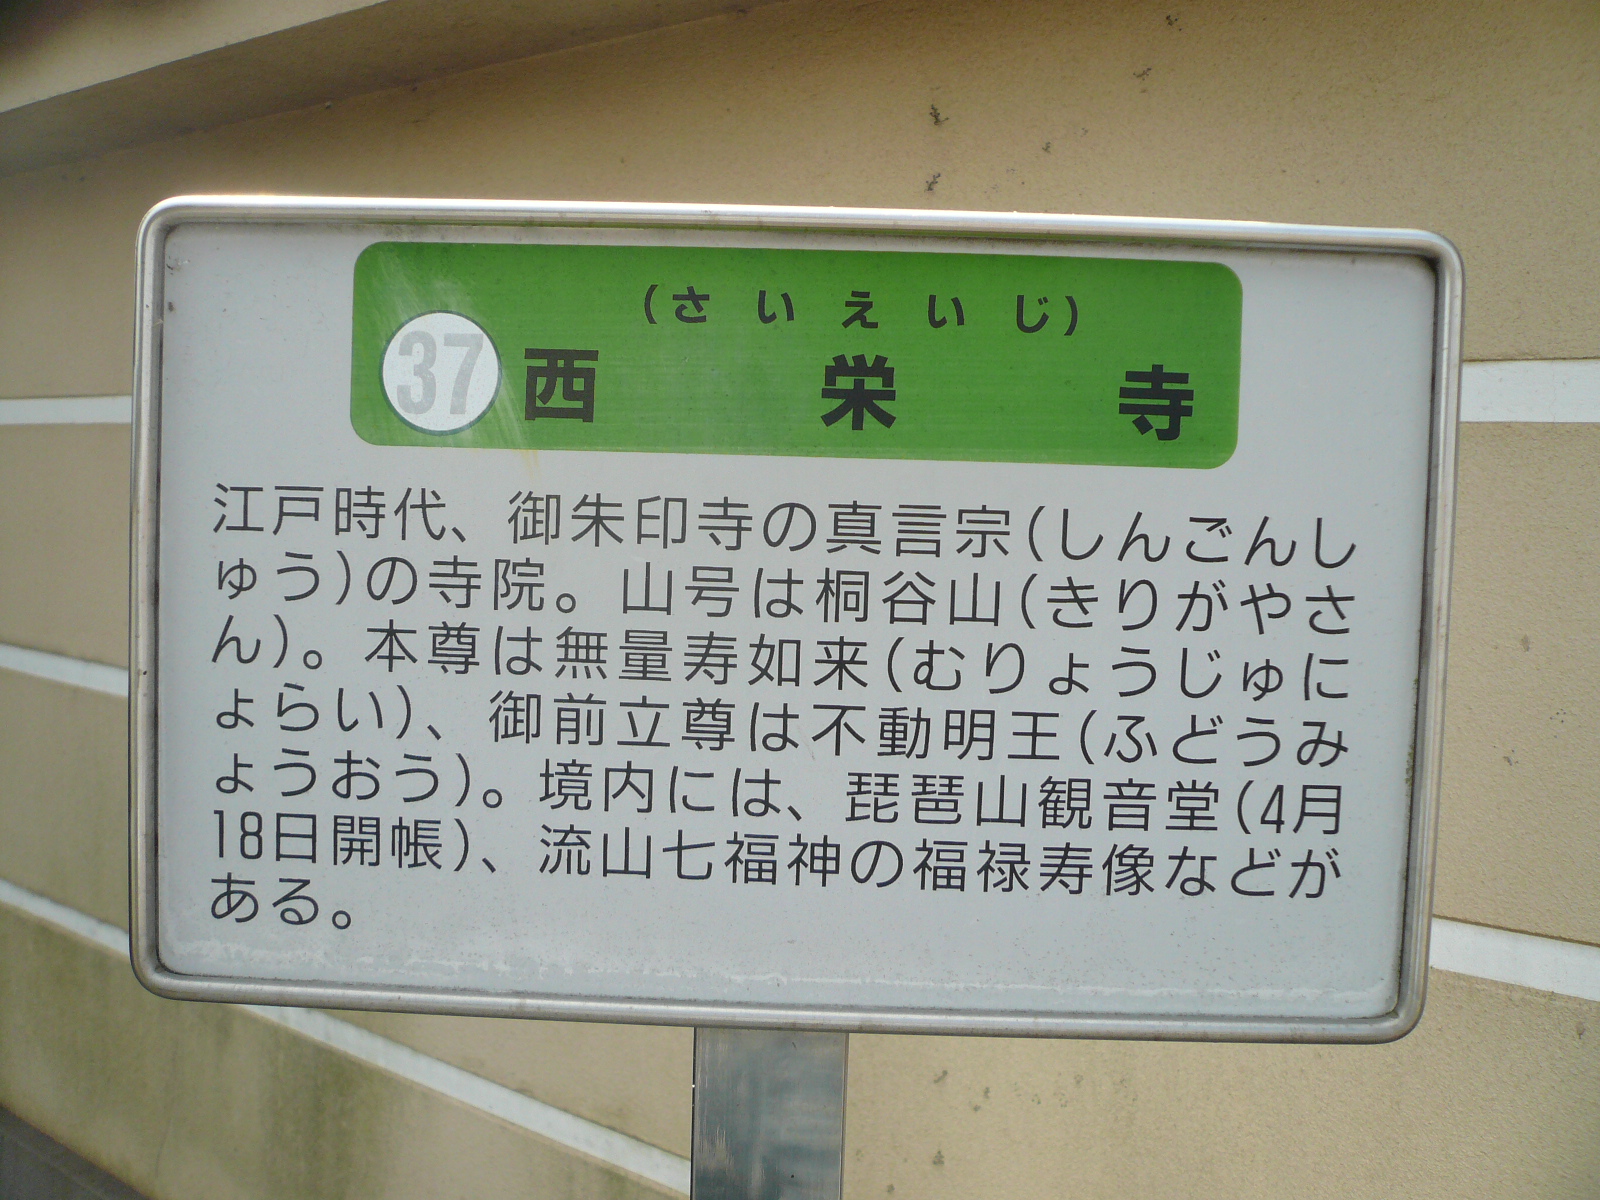 (さいえいじ)
37 西栄寺
江戸時代、御朱印寺の真言宗(しんごんし
ゅう)の寺院。山号は桐谷山(きりがやさ
ん)。本尊は無量寿如来(むりょうじゅに
ょらい)、御前立尊は不動明王(ふどうみ
ょうおう)。境内には、琵琶山観音堂(4月
18日開帳)、流山七福神の福禄寿像などが
ある。